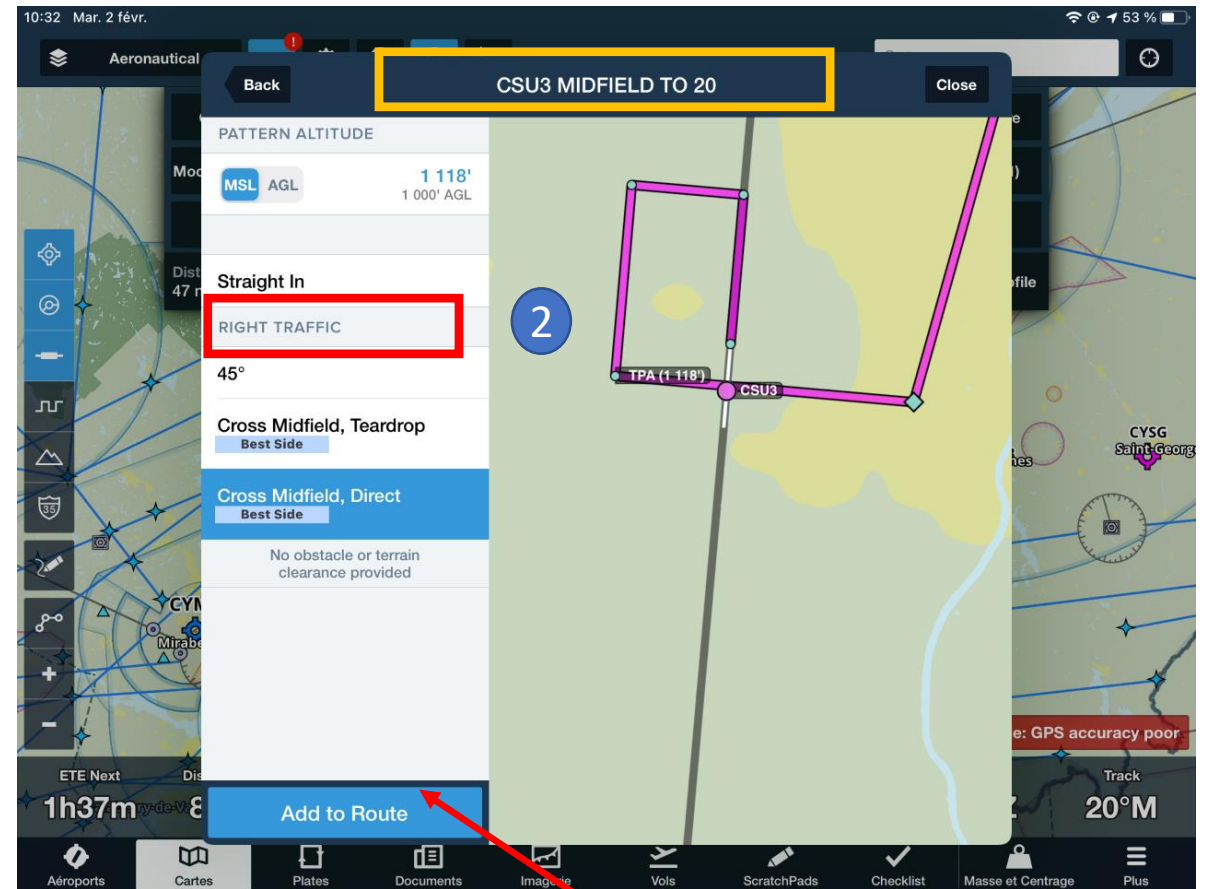 10:32 Mar. 2 févr.
53 %
Aeronautical
!
Back
CSU3 MIDFIELD TO 20
Close
PATTERN ALTITUDE
MSL AGL
1 118'
1 000' AGL
Straight In
RIGHT TRAFFIC
45°
Cross Midfield, Teardrop
Best Side
Cross Midfield, Direct
Best Side
No obstacle or terrain
clearance provided
Add to Route
2
TPA (1 118')
CSU3
35
CYSG
Saint-Georg
e: GPS accuracy poor
ETE Next
1h37m
Track
20°M
Aéroports
Cartes
Plates
Documents
Imagerie
Vols
ScratchPads
Checklist
Masse et Centrage
Plus